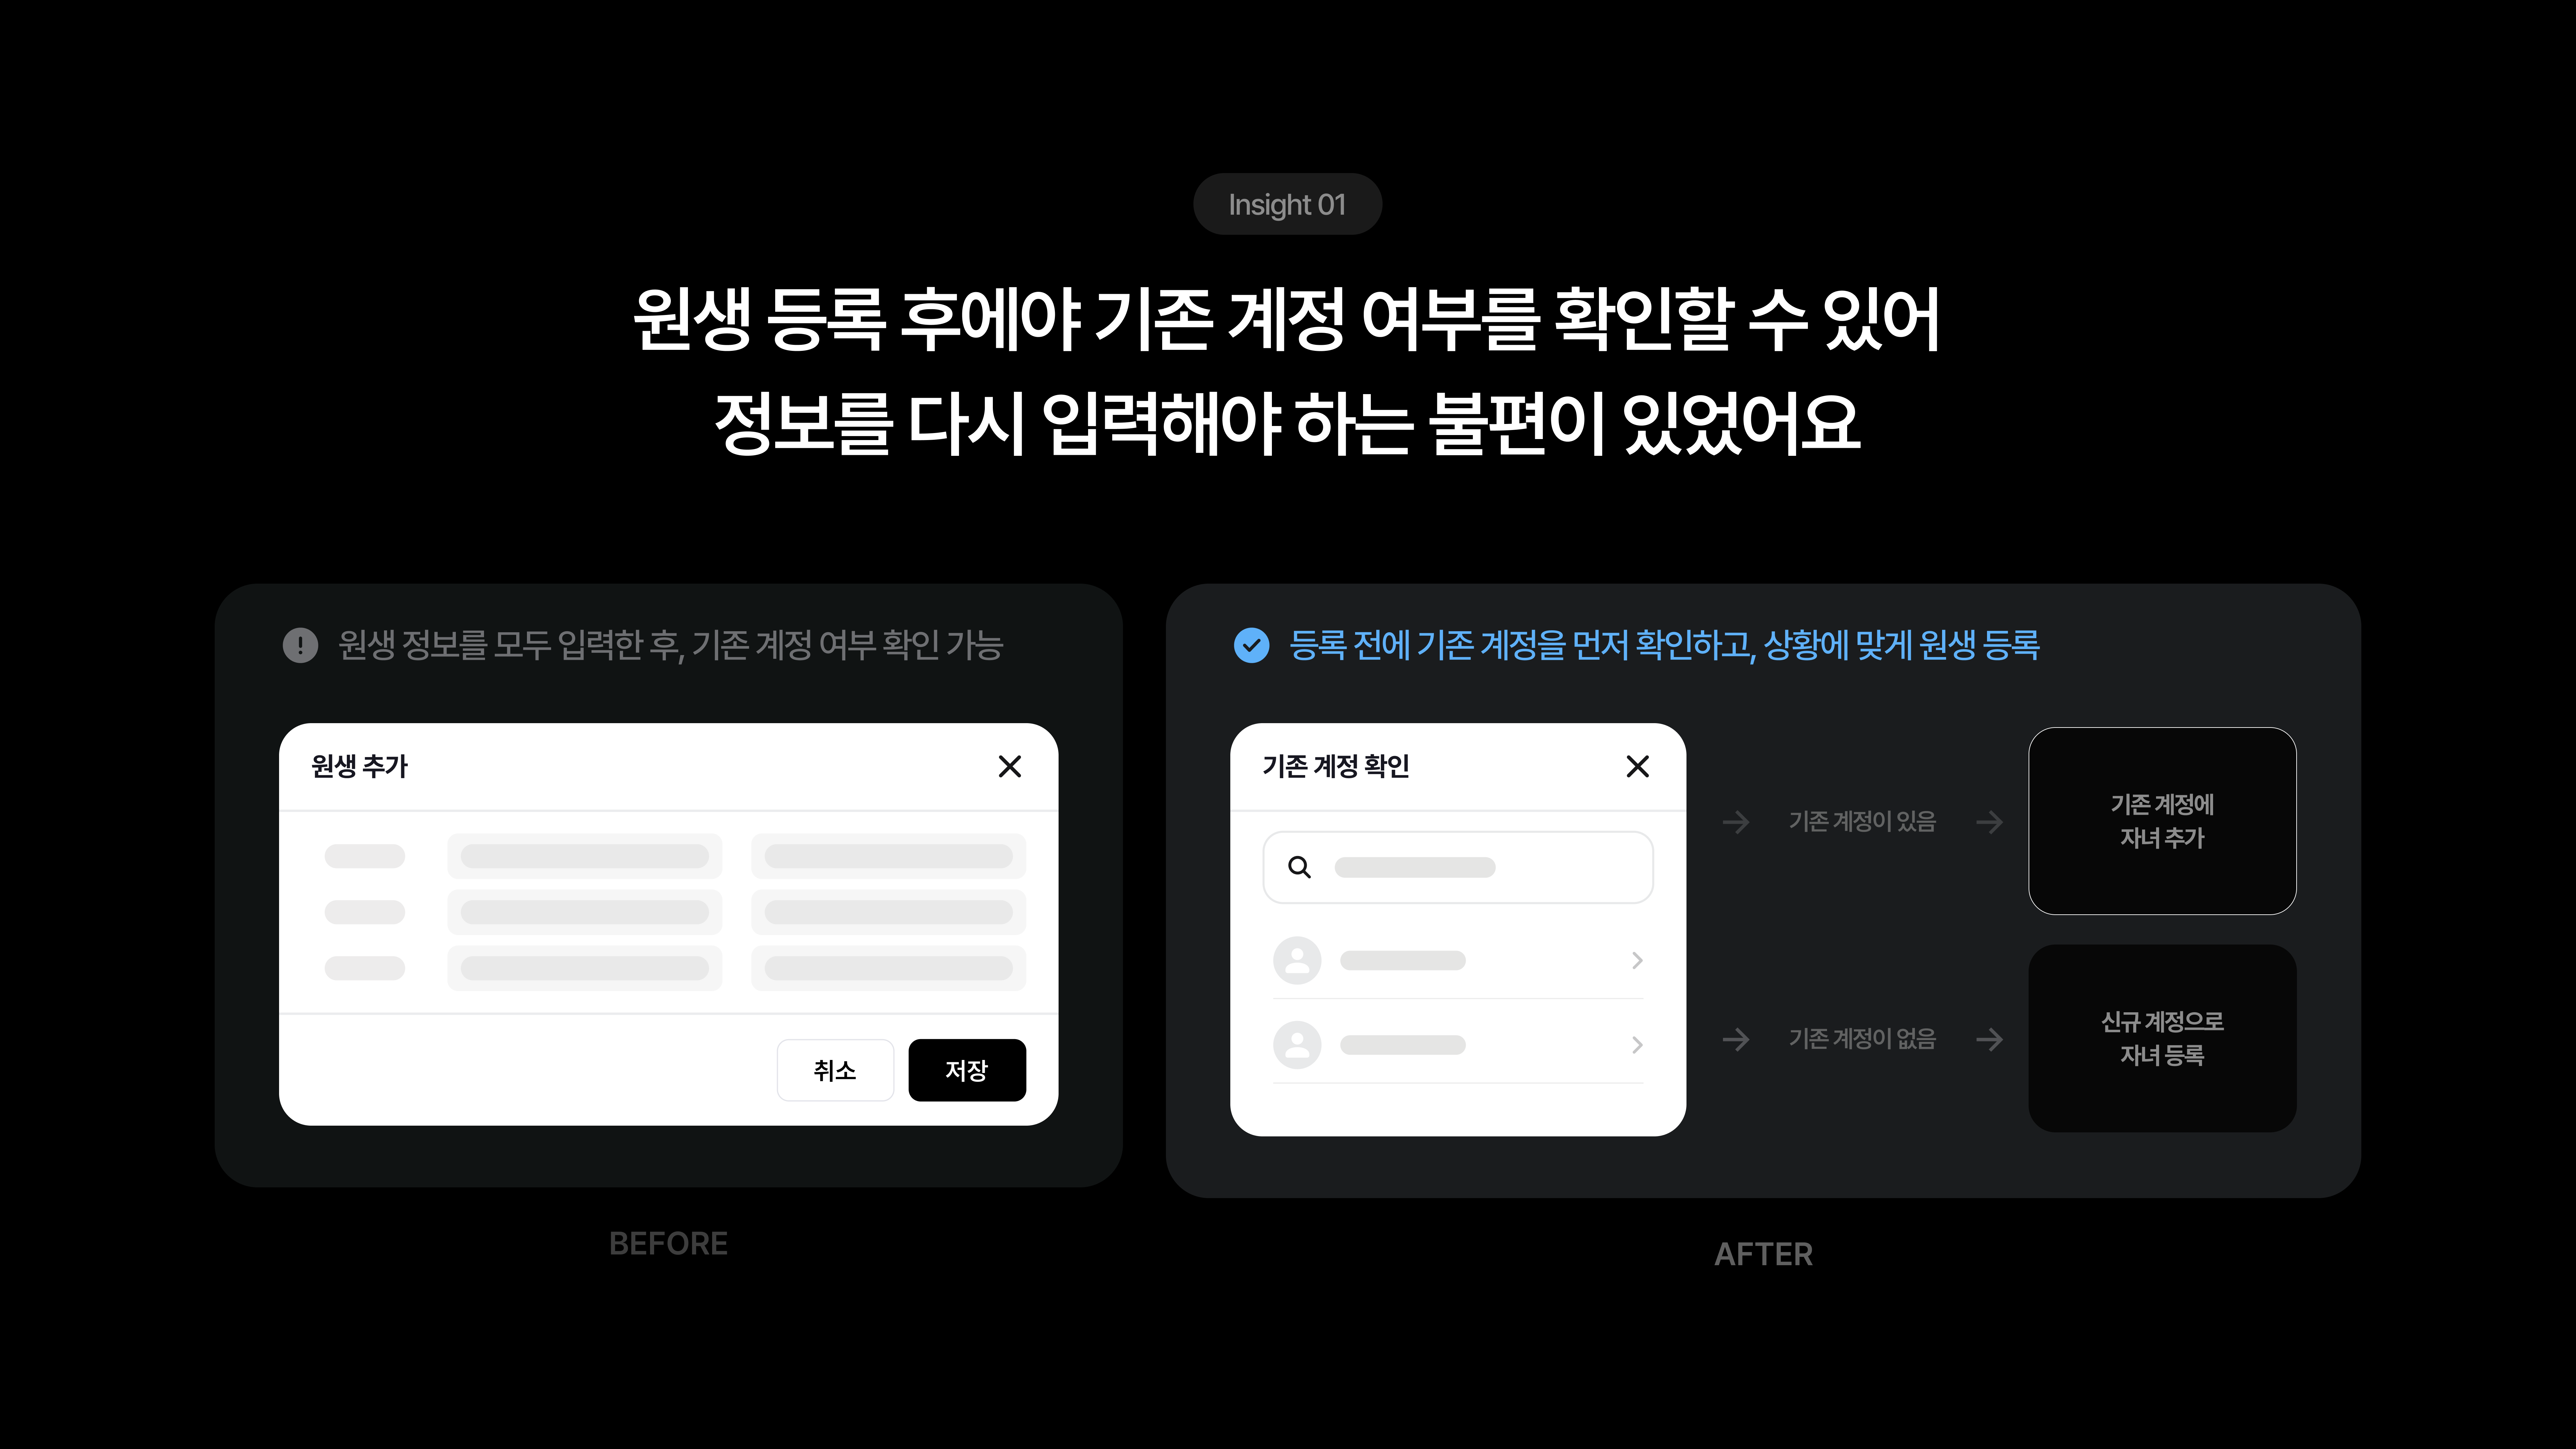 Insight 01
원생 등록 후에야 기존 계정 여부를 확인할 수 있어
정보를 다시 입력해야 하는 불편이 있었어요
원생 정보를 모두 입력한 후, 기존 계정 여부 확인 가능
원생 추가
취소
저장
BEFORE
등록 전에 기존 계정을 먼저 확인하고, 상황에 맞게 원생 등록
기존 계정 확인
기존 계정이 있음
기존 계정에
자녀 추가
기존 계정이 없음
신규 계정으로
자녀 등록
AFTER